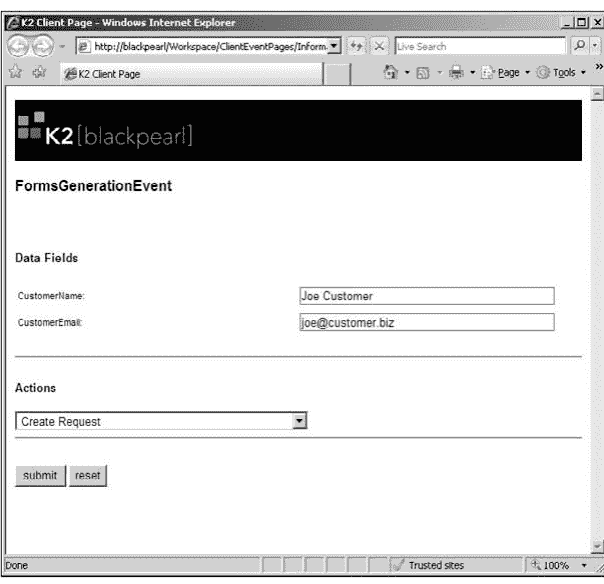 K2 Client Page - Windows Internet Explorer
http://blackpearl/Workspace/ClientEventPages/Inform.
Live Search
K2 Client Page
Page
Tools
»
K2[blackpearl]
FormsGenerationEvent
Data Fields
CustomerName:
Joe Customer
CustomerEmail:
joe@customer.biz
Actions
Create Request
submit reset
Done
Trusted sites
100%